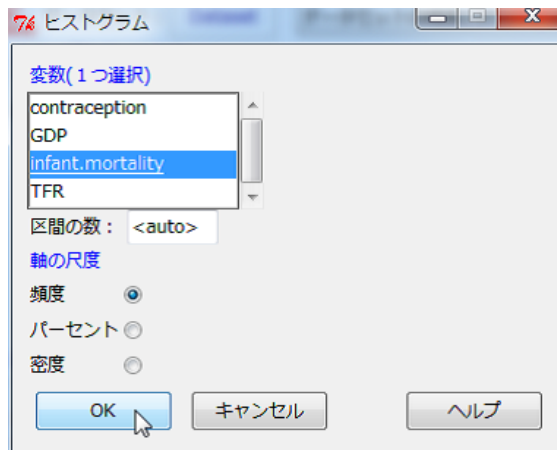 ヒストグラム
変数(１つ選択)
contraception
GDP
infant.mortality
TFR
区間の数： <auto>
軸の尺度
頻度
パーセント
密度
OK キャンセル ヘルプ